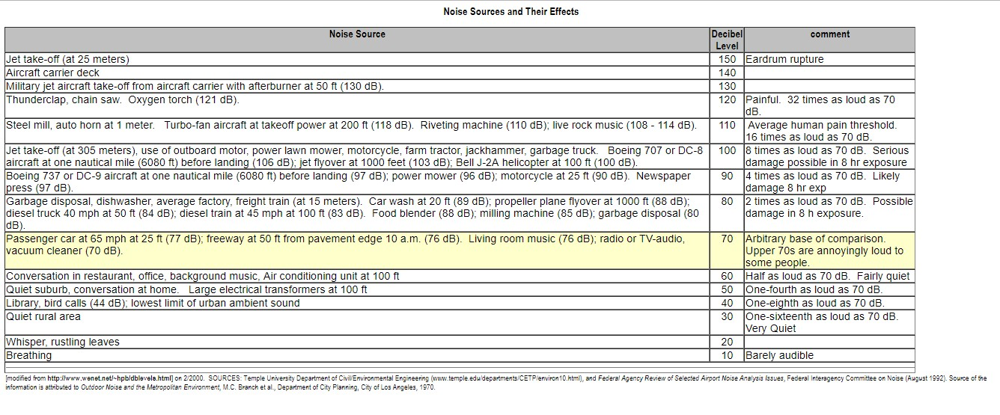 Noise Sources and Their Effects
Noise Source
Decibel
Level
comment
Jet take-off (at 25 meters)
150
Eardrum rupture
Aircraft carrier deck
140
Military jet aircraft take-off from aircraft carrier with afterburner at 50 ft (130 dB).
130
Thunderclap, chain saw. Oxygen torch (121 dB).
120
Painful. 32 times as loud as 70
dB.
Steel mill, auto horn at 1 meter. Turbo-fan aircraft at takeoff power at 200 ft (118 dB). Riveting machine (110 dB); live rock music (108 - 114 dB).
110
Average human pain threshold.
16 times as loud as 70 dB.
Jet take-off (at 305 meters), use of outboard motor, power lawn mower, motorcycle, farm tractor, jackhammer, garbage truck. Boeing 707 or DC-8
aircraft at one nautical mile (6080 ft) before landing (106 dB); jet flyover at 1000 feet (103 dB); Bell J-2A helicopter at 100 ft (100 dB).
100
8 times as loud as 70 dB. Serious
damage possible in 8 hr exposure
Boeing 737 or DC-9 aircraft at one nautical mile (6080 ft) before landing (97 dB); power mower (96 dB); motorcycle at 25 ft (90 dB). Newspaper
press (97 dB).
90
4 times as loud as 70 dB. Likely
damage 8 hr exp
Garbage disposal, dishwasher, average factory, freight train (at 15 meters). Car wash at 20 ft (89 dB); propeller plane flyover at 1000 ft (88 dB);
diesel truck 40 mph at 50 ft (84 dB); diesel train at 45 mph at 100 ft (83 dB). Food blender (88 dB); milling machine (85 dB); garbage disposal (80
dB).
80
2 times as loud as 70 dB. Possible
damage in 8 h exposure.
Passenger car at 65 mph at 25 ft (77 dB); freeway at 50 ft from pavement edge 10 a.m. (76 dB). Living room music (76 dB); radio or TV-audio,
vacuum cleaner (70 dB).
70
Arbitrary base of comparison.
Upper 70s are annoyingly loud to
some people.
Conversation in restaurant, office, background music, Air conditioning unit at 100 ft
60
Half as loud as 70 dB. Fairly quiet
Quiet suburb, conversation at home. Large electrical transformers at 100 ft
50
One-fourth as loud as 70 dB.
Library, bird calls (44 dB); lowest limit of urban ambient sound
40
One-eighth as loud as 70 dB.
Quiet rural area
30
One-sixteenth as loud as 70 dB.
Very Quiet
Whisper, rustling leaves
20
Breathing
10
Barely audible
[modified from http://www.wenet.net/~hpb/dblevels.html] on 2/2000. SOURCES: Temple University Department of Civil/Environmental Engineering (www.temple.edu/departments/CETP/environ10.html), and Federal Agency Review of Selected Airport Noise Analysis Issues, Federal Interagency Committee on Noise (August 1992). Source of the
information is attributed to Outdoor Noise and the Metropolitan Environment, M.C. Branch et al., Department of City Planning, City of Los Angeles, 1970.